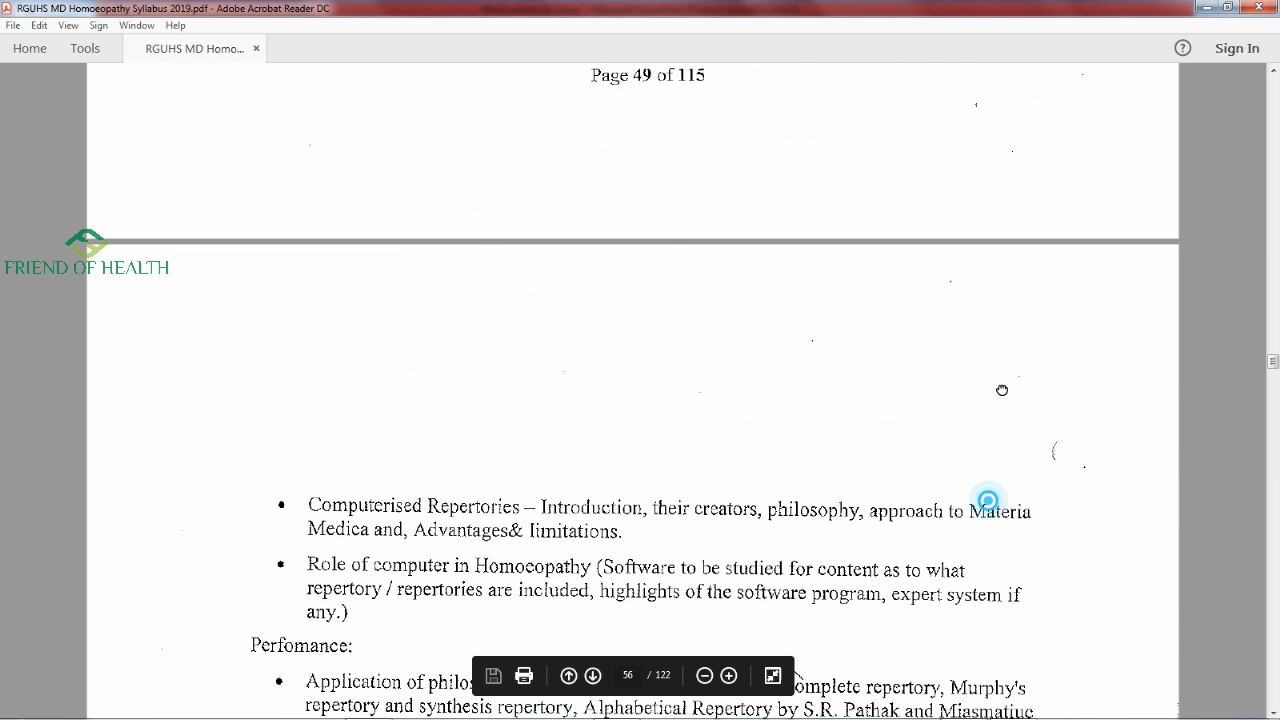 RGUHS MD Homoeopathy Syllabus 2019.pdf - Adobe Acrobat Reader DC
File Edit View Sign Window Help
Home Tools RGUHS MD Homo... × Sign In
Page 49 of 115
FRIEND OF HEALTH
• Computerised Repertories – Introduction, their creators, philosophy, approach to Materia
Medica and, Advantages& limitations.
• Role of computer in Homoeopathy (Software to be studied for content as to what
repertory / repertories are included, highlights of the software program, expert system if
any.)
Perfomance:
• Application of philo
omplete repertory, Murphy's
repertory and synthesis repertory, Alphabetical Repertory by S.R. Pathak and Miasmatiuc
56 / 122